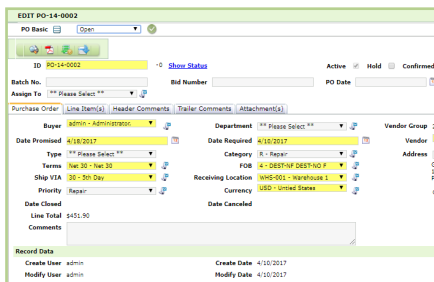 EDIT PO-14-0002
PO Basic Open
ID PO-14-0002 -0 Show Status Active Hold Confirmed
Batch No. Bid Number PO Date
Assign To ** Please Select **
Purchase Order Line Item(s) Header Comments Trailer Comments Attachment(s)
Buyer admin - Administrator. Department ** Please Select ** Vendor Group
Date Promised 4/18/2017 Date Required 4/10/2017 Vendor
Type ** Please Select ** Category R - Repair Address
Terms Net 30 - Net 30 FOB 4 - DEST-NF DEST-NO F
Ship VIA 30 - 5th Day Receiving Location WHS-001 - Warehouse 1
Priority Repair Currency USD - Untied States
Date Closed Date Canceled
Line Total $451.90
Comments
Record Data
Create User admin Create Date 4/10/2017
Modify User admin Modify Date 4/10/2017